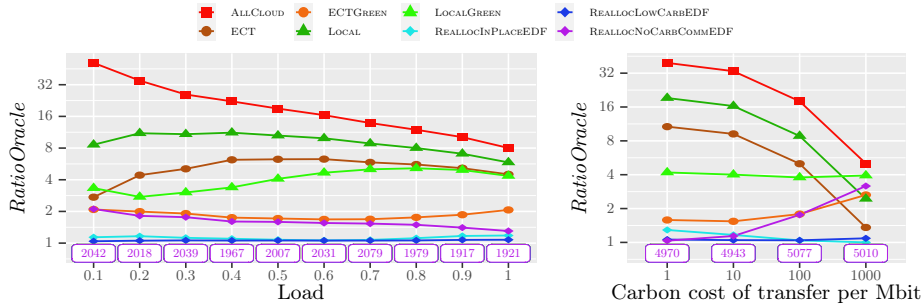 ALLCLOUD ECTGREEN LOCALGREEN REALLOCLOWCARBEDF
ECT LOCAL REALLOCINPLACEEDF REALLOCNOCARBCOMMEDF
RatioOracle
32
16
8
4
2
1
2042 2018 2039 1967 2007 2031 2079 1979 1917 1921
0.1 0.2 0.3 0.4 0.5 0.6 0.7 0.8 0.9 1
Load
RatioOracle
32
16
8
4
2
1
4970 4943 5077 5010
1 10 100 1000
Carbon cost of transfer per Mbit